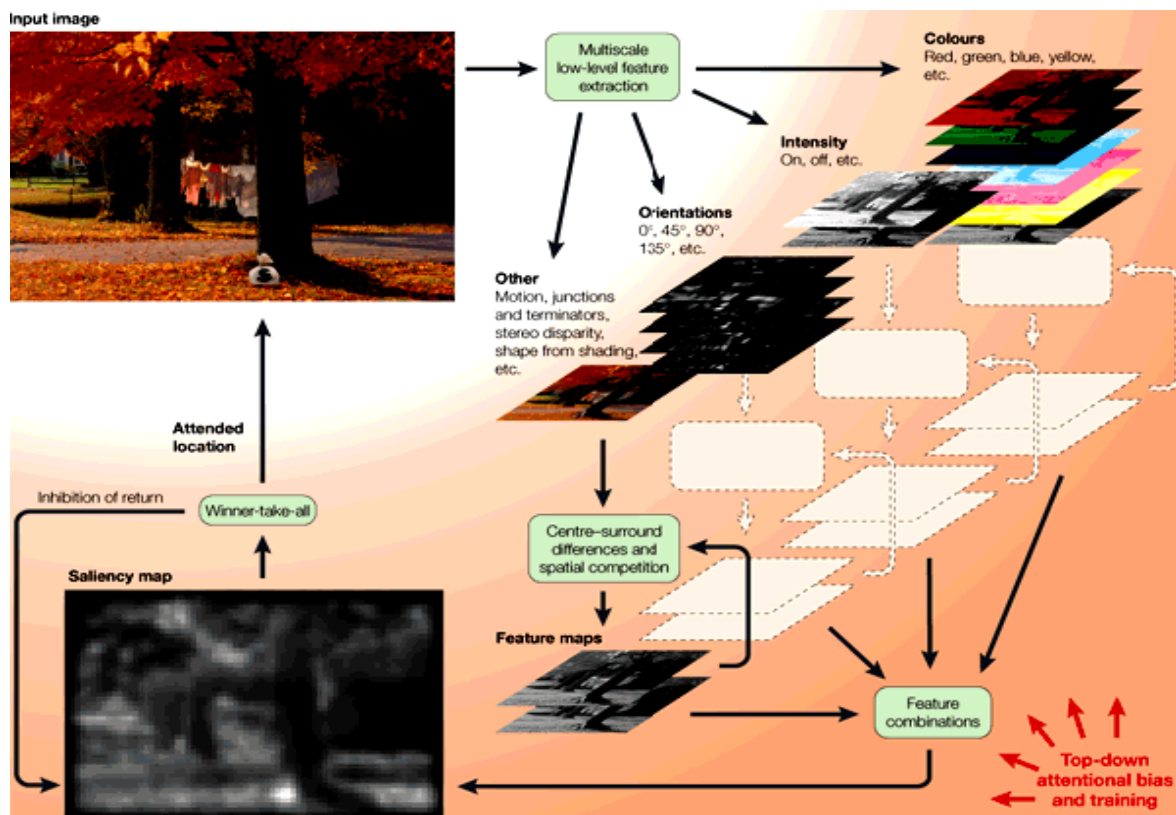 Input image
Multiscale
low-level feature
extraction
Colours
Red, green, blue, yellow,
etc.
Intensity
On, off, etc.
Orientations
0°, 45°, 90°,
135°, etc.
Other
Motion, junctions
and terminators,
stereo disparity,
shape from shading,
etc.
Attended
location
Inhibition of return
Winner-take-all
Centre–surround
differences and
spatial competition
Saliency map
Feature maps
Feature
combinations
Top-down
attentional bias
and training